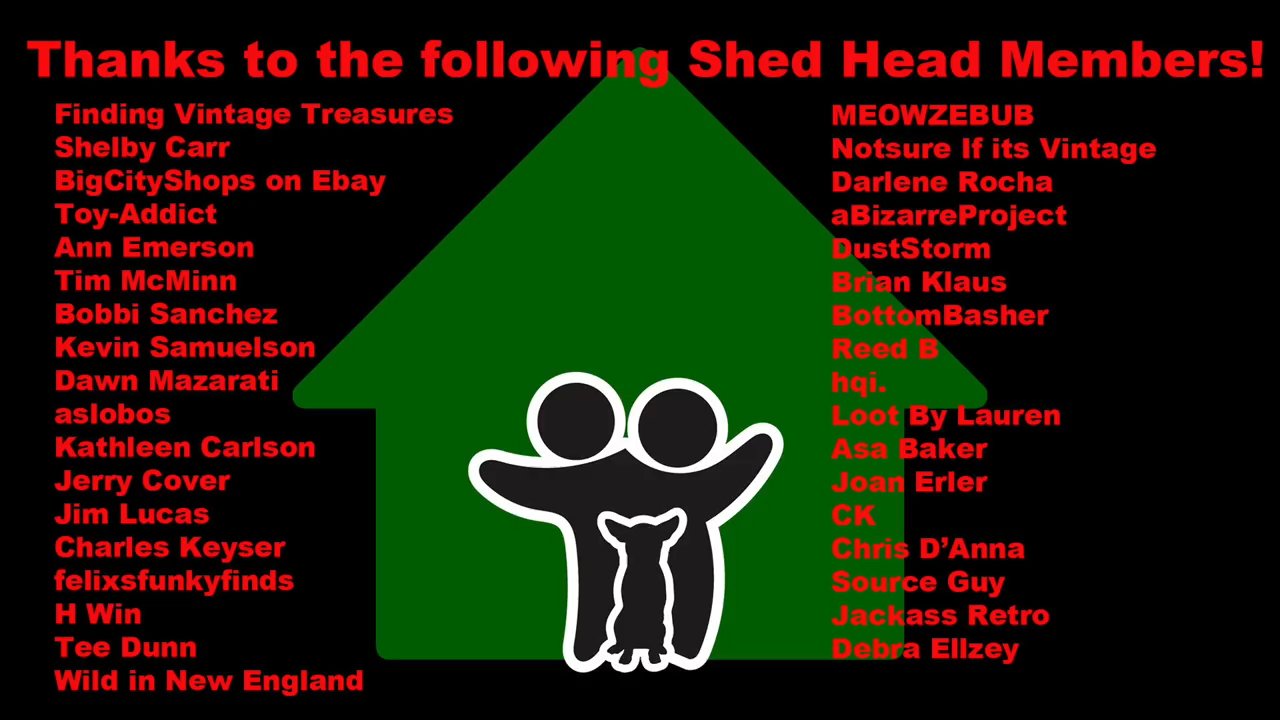 Thanks to the following Shed Head Members!
Finding Vintage Treasures
Shelby Carr
BigCityShops on Ebay
Toy-Addict
Ann Emerson
Tim McMinn
Bobbi Sanchez
Kevin Samuelson
Dawn Mazarati
aslobos
Kathleen Carlson
Jerry Cover
Jim Lucas
Charles Keyser
felixsfunkyfinds
H Win
Tee Dunn
Wild in New England
MEOWZEBUB
Notsure If its Vintage
Darlene Rocha
aBizarreProject
DustStorm
Brian Klaus
BottomBasher
Reed B
hqi.
Loot By Lauren
Asa Baker
Joan Erler
CK
Chris D’Anna
Source Guy
Jackass Retro
Debra Ellzey